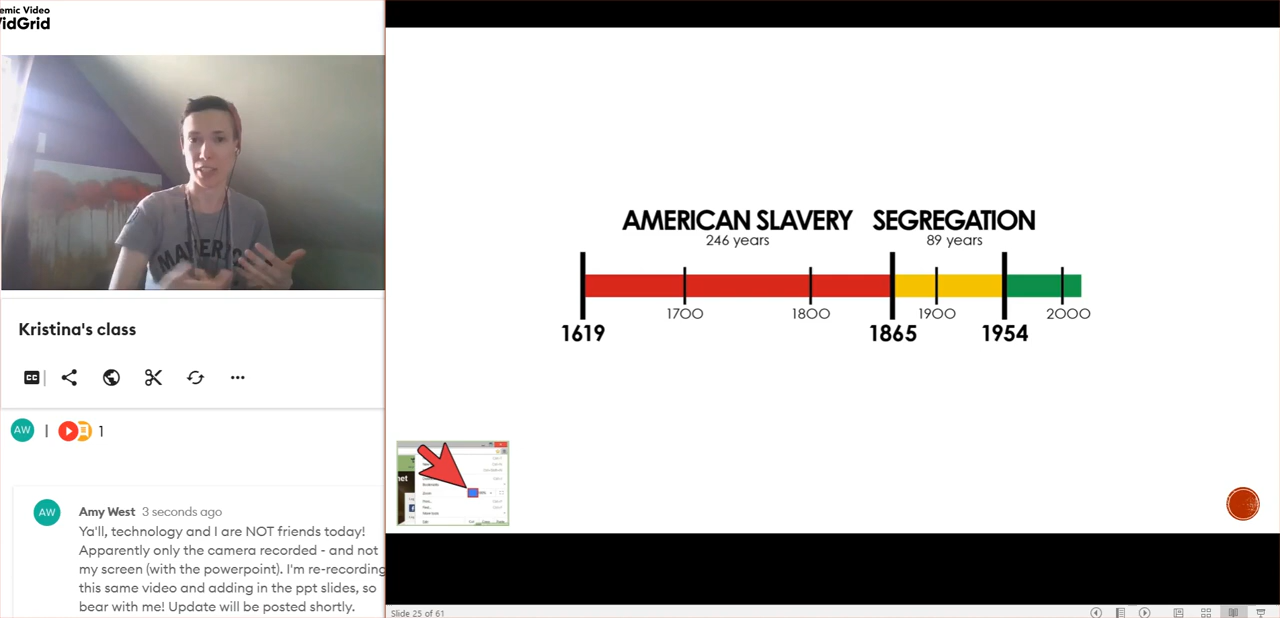 emic Video
VidGrid
MAVERIC
Kristina's class
CC
AW
1
AW
Amy West 3 seconds ago
Ya'll, technology and I are NOT friends today!
Apparently only the camera recorded - and not
my screen (with the powerpoint). I'm re-recording
this same video and adding in the ppt slides, so
bear with me! Update will be posted shortly.
AMERICAN SLAVERY SEGREGATION
246 years 89 years
1700 1800 1900 2000
1619 1865 1954
Slide 25 of 61